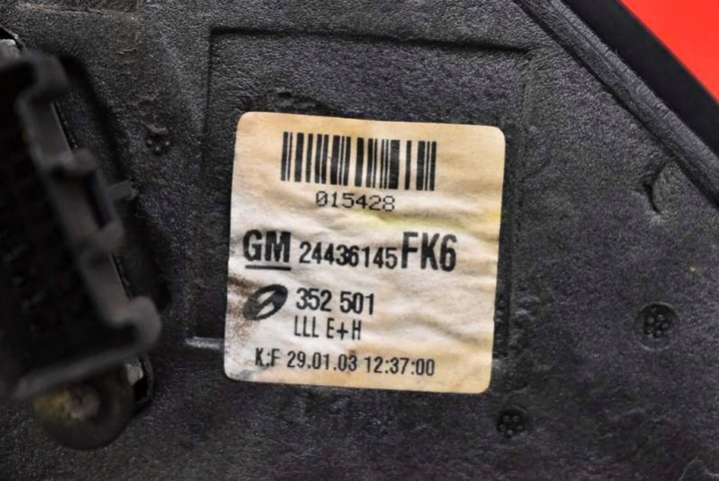 015428
GM 24436145 FK6
352 501
LLL E+H
K:F 29.01.03 12:37:00